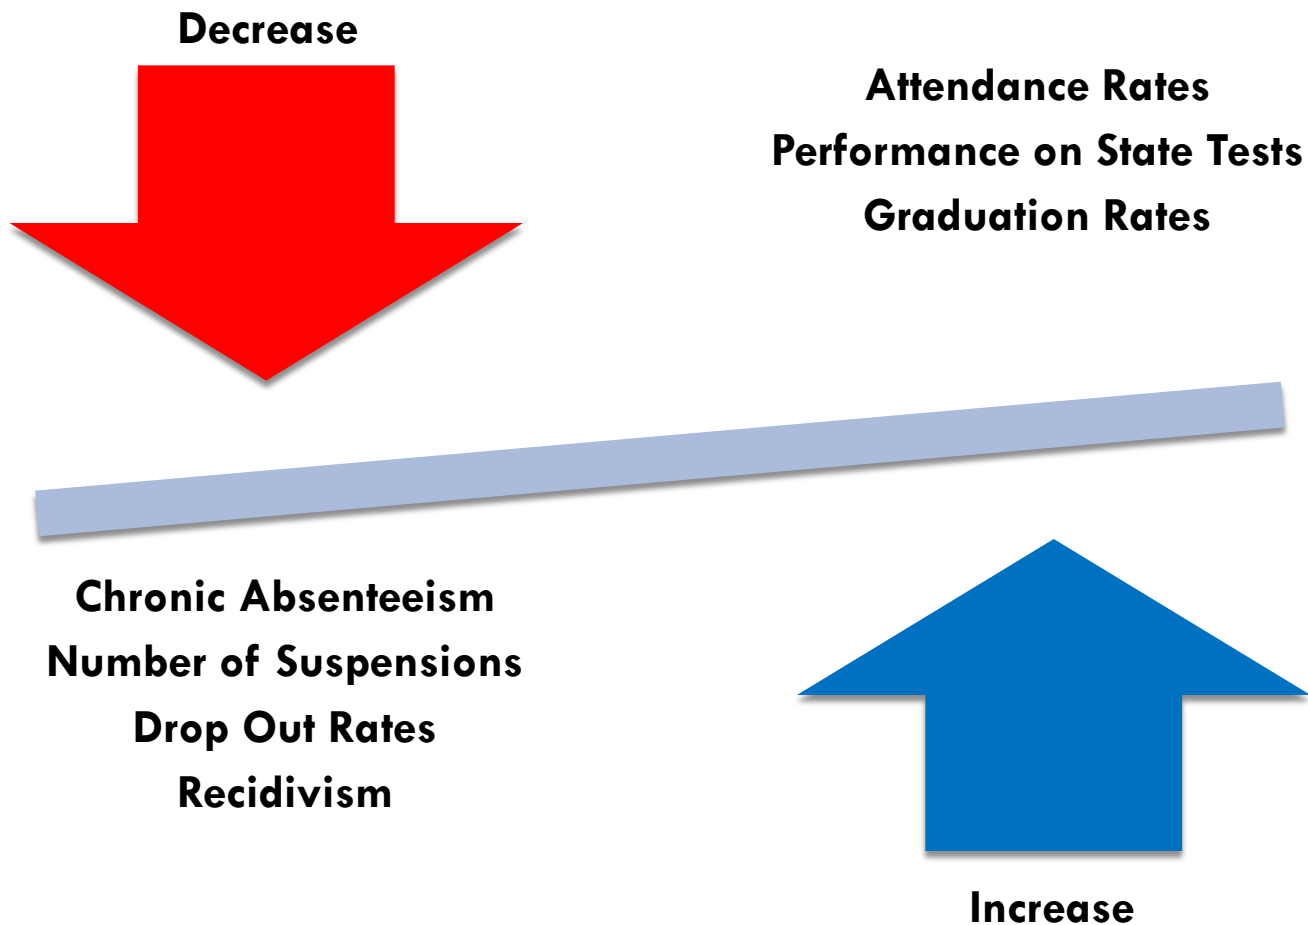 Decrease
Attendance Rates
Performance on State Tests
Graduation Rates
Chronic Absenteeism
Number of Suspensions
Drop Out Rates
Recidivism
Increase